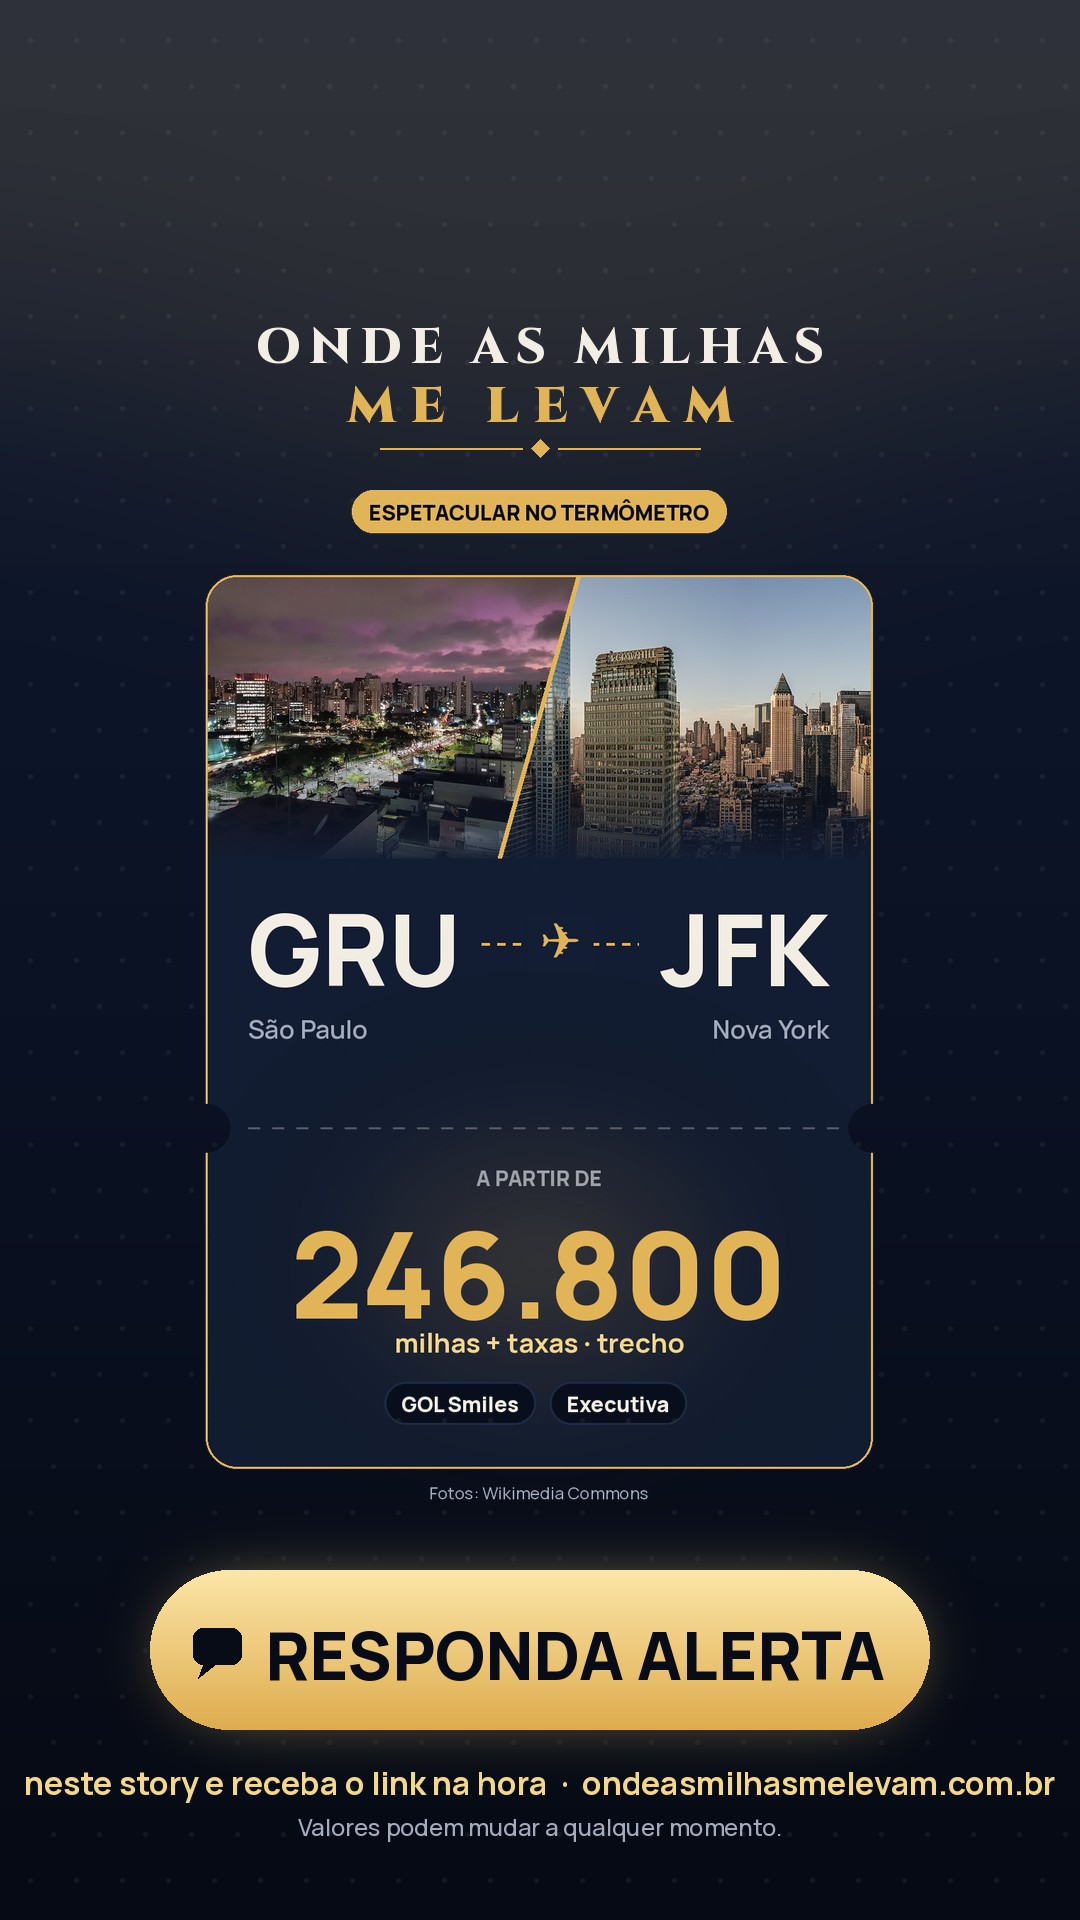 ONDE AS MILHAS
ME LEVAM
ESPETACULAR NO TERMÔMETRO
GRU JFK
São Paulo Nova York
A PARTIR DE
246.800
milhas + taxas · trecho
GOL Smiles Executiva
Fotos: Wikimedia Commons
RESPONDA ALERTA
neste story e receba o link na hora · ondeasmilhasmelevam.com.br
Valores podem mudar a qualquer momento.